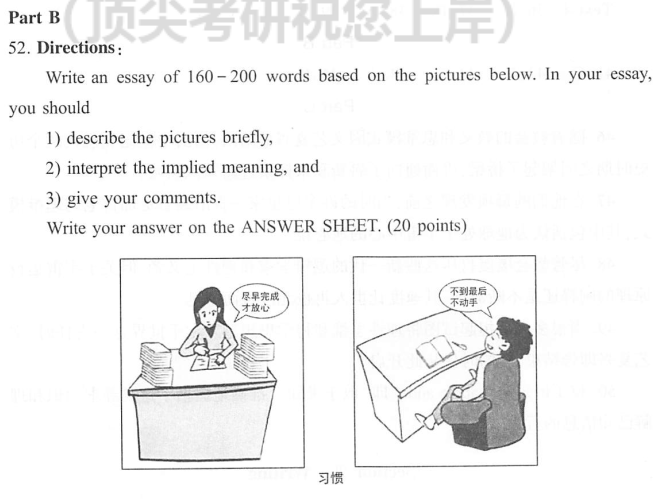 (顶尖考研祝您上岸)
Part B
52. Directions:
Write an essay of 160-200 words based on the pictures below. In your essay,
you should
1) describe the pictures briefly,
2) interpret the implied meaning, and
3) give your comments.
Write your answer on the ANSWER SHEET. (20 points)
尽早完成
才放心
不到最后
不动手
习惯